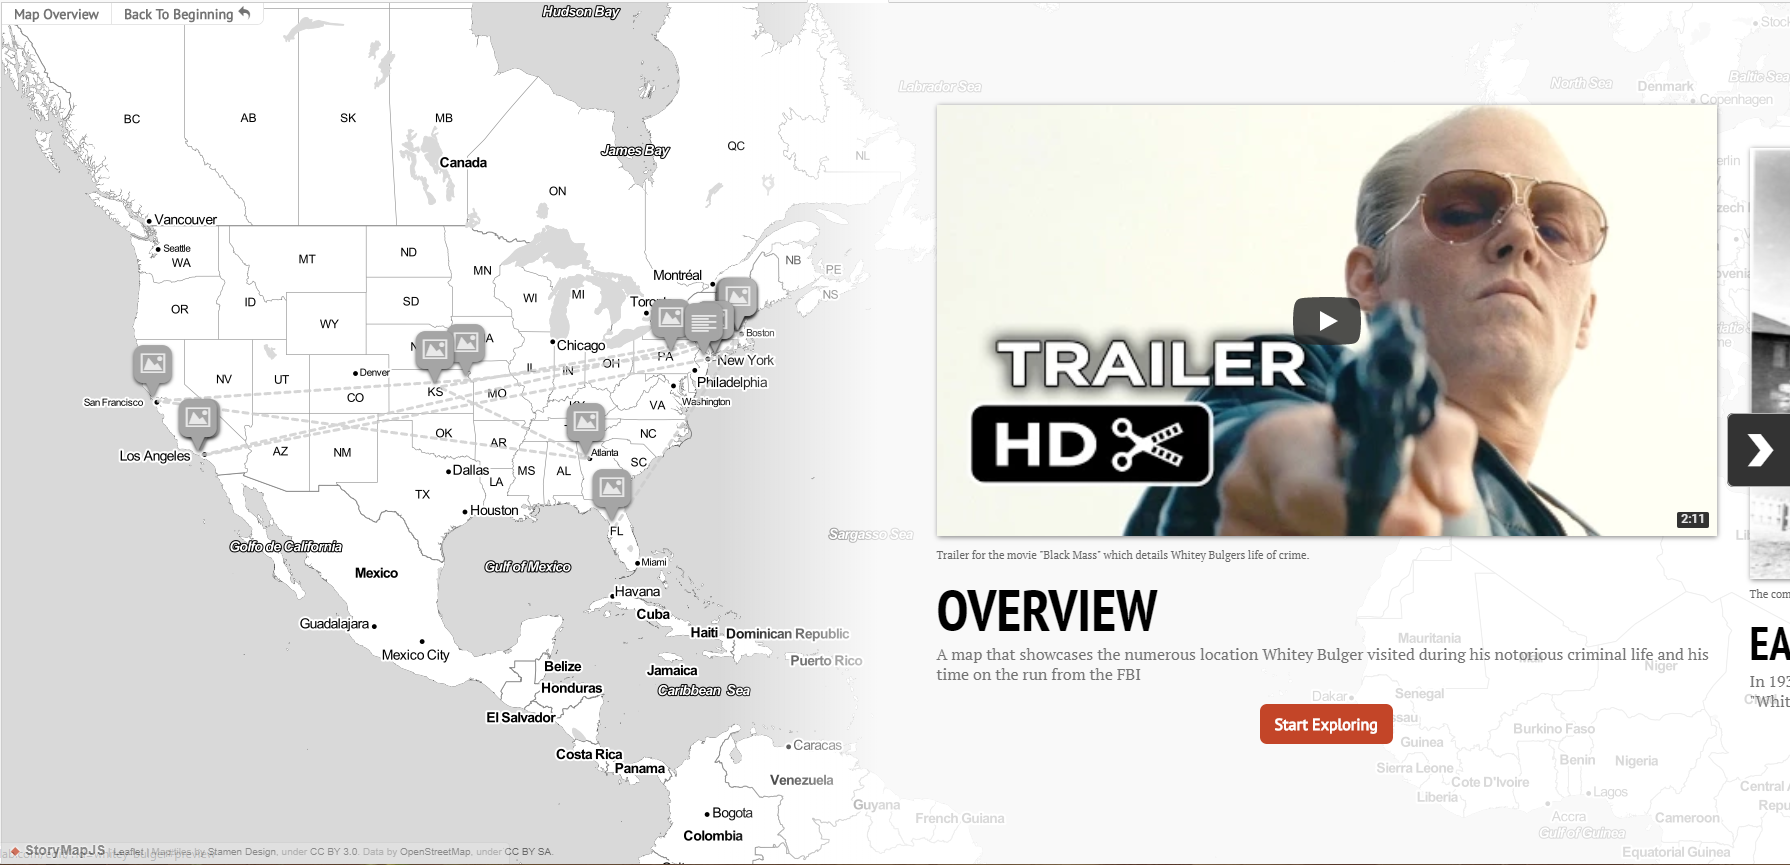 Map Overview
Back To Beginning
Hudson Bay
Labrador Sea
North Sea
Denmark
Baltic Sea
Copenhagen
BC
AB
SK
MB
Canada
James Bay
QC
NL
ON
Vancouver
Seattle
WA
MT
ND
MN
Montréal
NB
PE
NS
OR
ID
SD
WI
MI
WY
Chicago
Boston
New York
Philadelphia
Washington
NV
UT
Denver
CO
KS
MO
IL
IN
OH
PA
KY
VA
San Francisco
Los Angeles
AZ
NM
OK
AR
NC
SC
Atlanta
Dallas
MS
AL
LA
TX
Houston
FL
Miami
Golfo de California
Gulf of Mexico
Sargasso Sea
Mexico
Havana
Cuba
Guadalajara
Mexico City
Haiti
Dominican Republic
Puerto Rico
Belize
Jamaica
Honduras
Caribbean Sea
El Salvador
Costa Rica
Panama
Caracas
Venezuela
Guyana
French Guiana
Bogota
Colombia
TRAILER
HD
2:11
Trailer for the movie "Black Mass" which details Whitey Bulgers life of crime.
OVERVIEW
A map that showcases the numerous location Whitey Bulger visited during his notorious criminal life and his
time on the run from the FBI
Start Exploring
The com
EA
In 193
"Whit
Mauritania
Mali
Niger
Dakar
Senegal
Burkino Faso
Guinea
Benin
Nigeria
Sierra Leone
Cote D'Ivoire
Liberia
Lagos
Accra
Gulf of Guinea
Cameroon
Equatorial Guinea
Central A
Repu
StoryMapJS
Leaflet | Map tiles by Stamen Design, under CC BY 3.0. Data by OpenStreetMap, under CC BY SA.